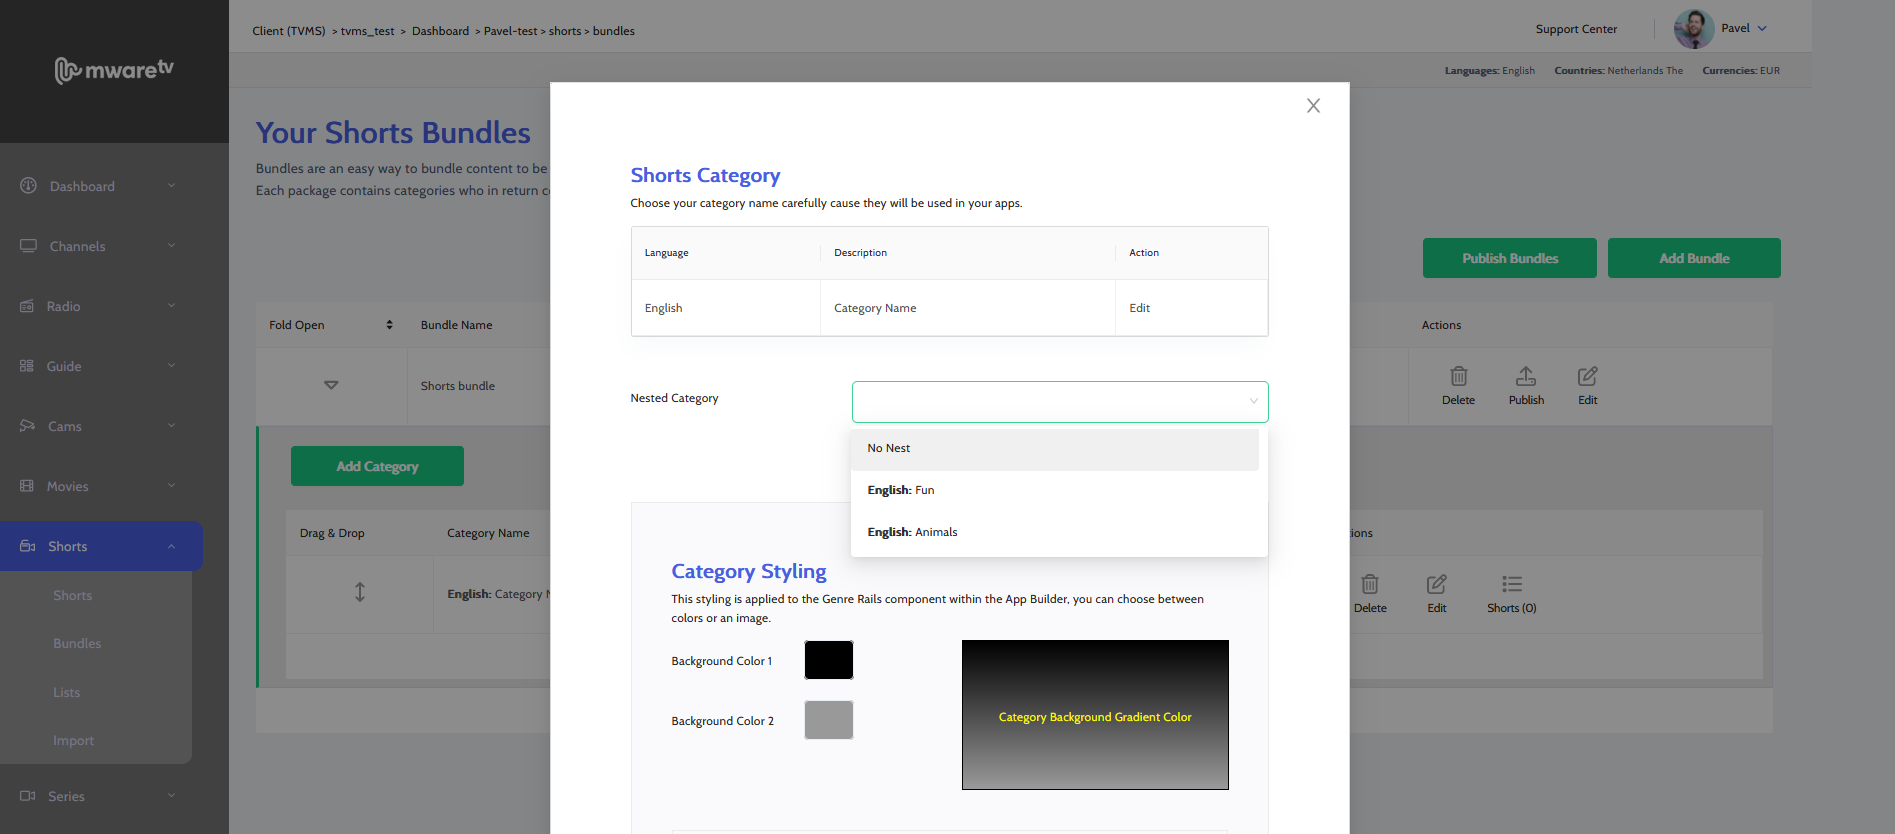 Client (TVMS) > tvms_test > Dashboard > Pavel-test > shorts > bundles
Support Center
Pavel
mwaretv
Languages: English Countries: Netherlands The Currencies: EUR
Your Shorts Bundles
Bundles are an easy way to bundle content to be
Each package contains categories who in return
Dashboard
Channels
Radio
Guide
Cams
Movies
Shorts
Shorts
Bundles
Lists
Import
Series
Publish Bundles
Add Bundle
Fold Open Bundle Name Actions
Shorts bundle
Delete Publish Edit
Add Category
Drag & Drop Category Name
English: Category
Delete Edit Shorts (0)
Shorts Category
Choose your category name carefully cause they will be used in your apps.
Language Description Action
English Category Name Edit
Nested Category
No Nest
English: Fun
English: Animals
Category Styling
This styling is applied to the Genre Rails component within the App Builder, you can choose between
colors or an image.
Background Color 1
Background Color 2
Category Background Gradient Color